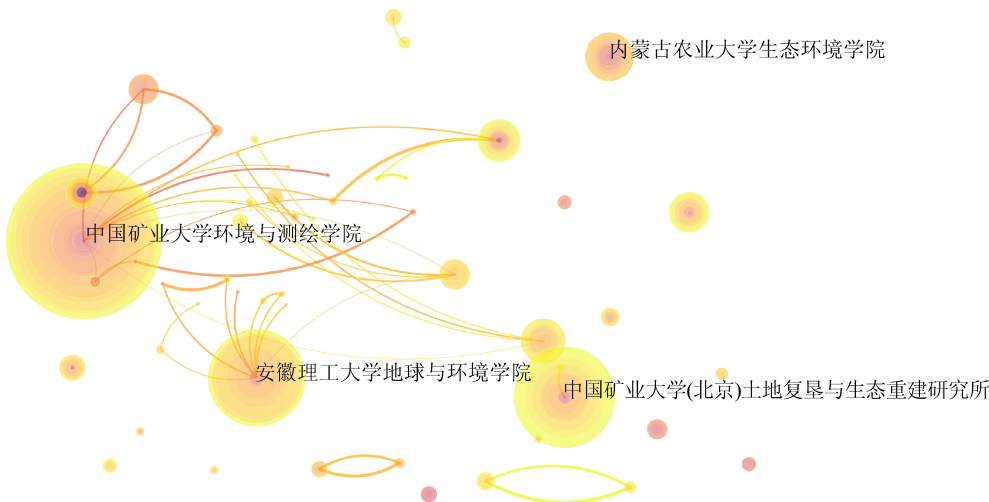 内蒙古农业大学生态环境学院
中国矿业大学环境与测绘学院
安徽理工大学地球与环境学院
中国矿业大学(北京)土地复垦与生态重建研究所